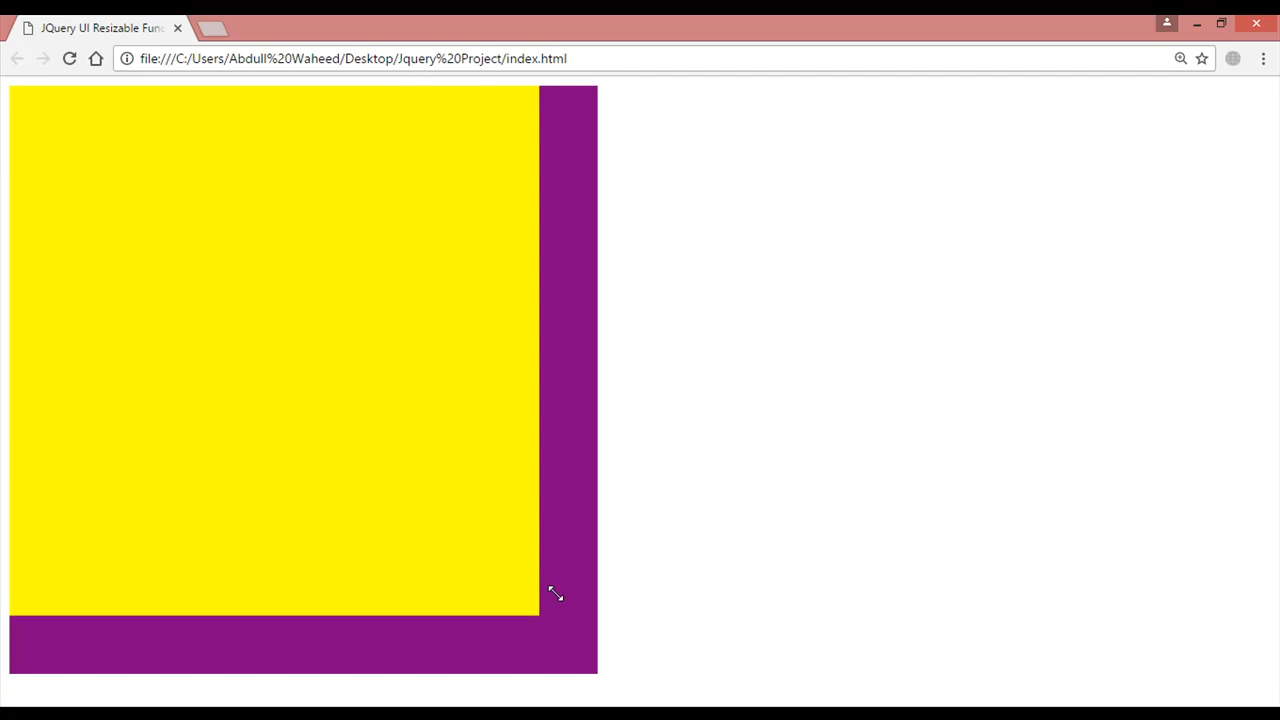 JQuery UI Resizable Func
file:///C:/Users/Abdull%20Waheed/Desktop/Jquery%20Project/index.html